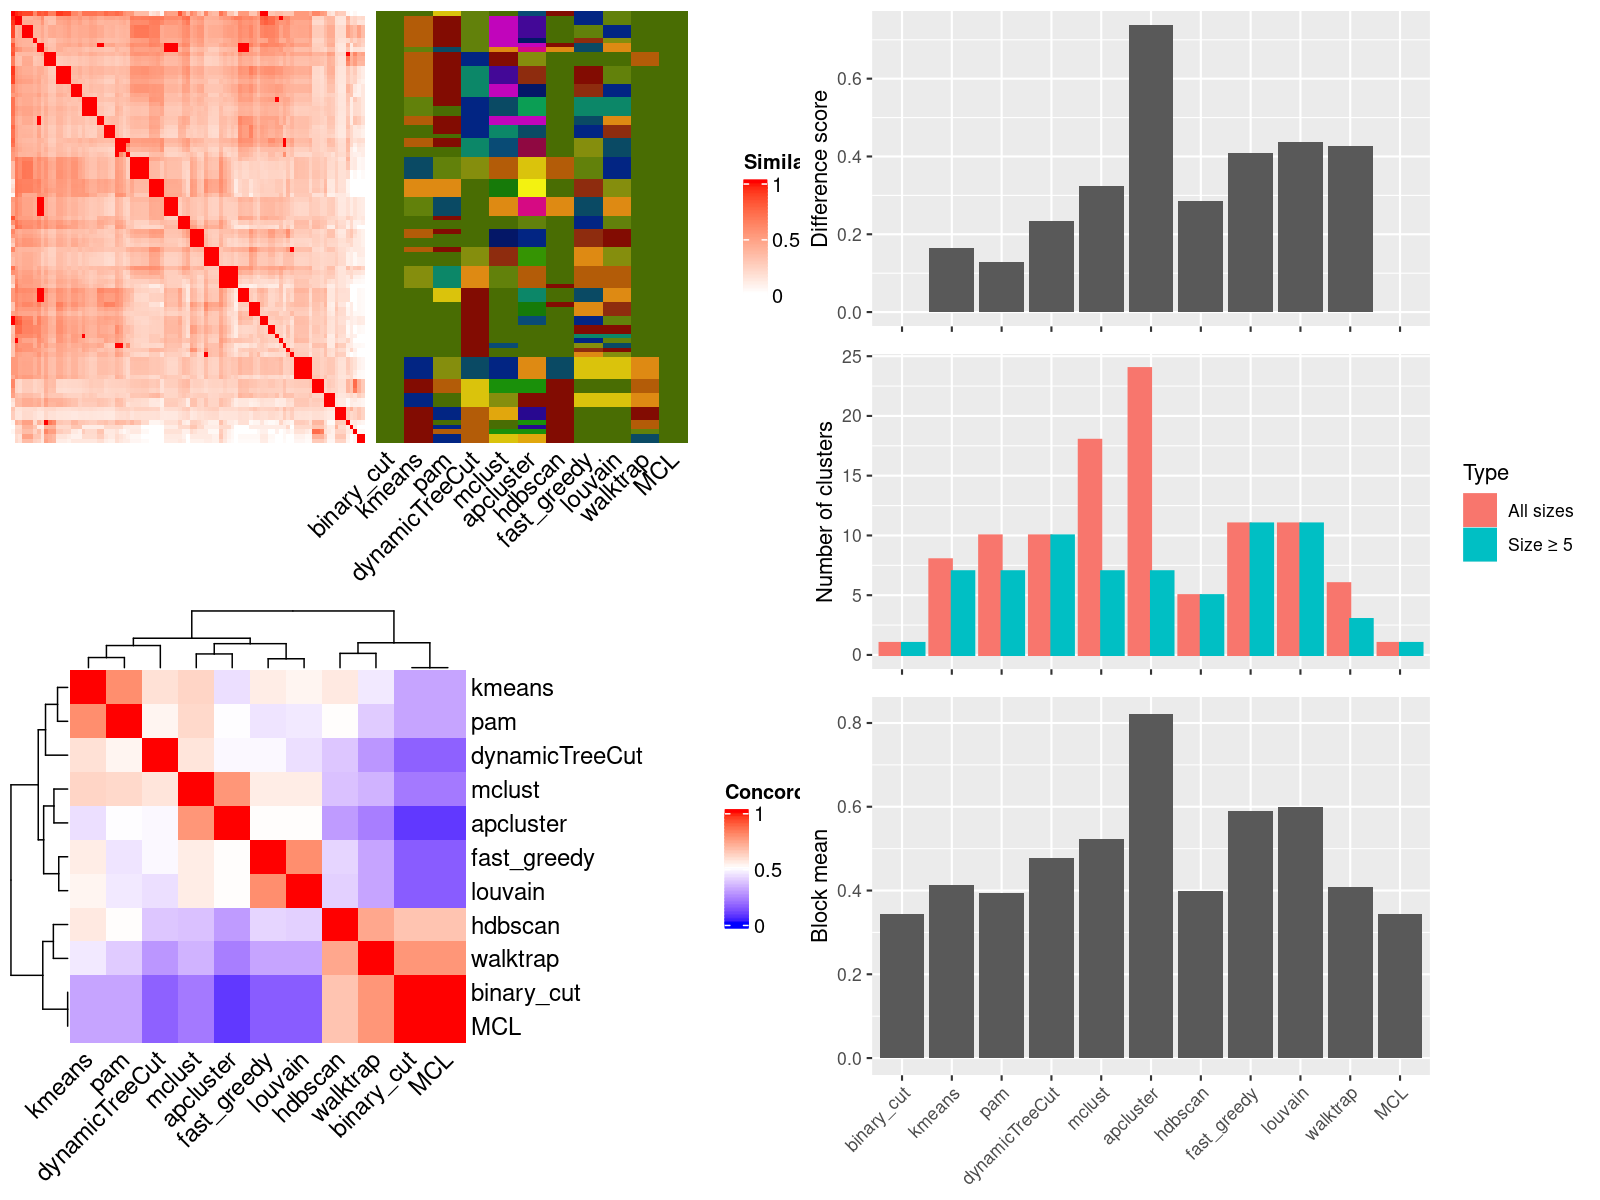 Simila
1
0.5
0
binary_cut
kmeans
pam
dynamicTreeCut
mclust
apcluster
hdbscan
fast_greedy
louvain
walktrap
MCL
kmeans
pam
dynamicTreeCut
mclust
apcluster
fast_greedy
louvain
hdbscan
walktrap
binary_cut
MCL
kmeans
pam
dynamicTreeCut
mclust
apcluster
fast_greedy
louvain
hdbscan
walktrap
binary_cut
MCL
Concord
1
0.5
0
Difference score
0.6
0.4
0.2
0.0
Number of clusters
25
20
15
10
5
0
Type
All sizes
Size ≥ 5
Block mean
0.8
0.6
0.4
0.2
0.0
binary_cut
kmeans
pam
dynamicTreeCut
mclust
apcluster
hdbscan
fast_greedy
louvain
walktrap
MCL